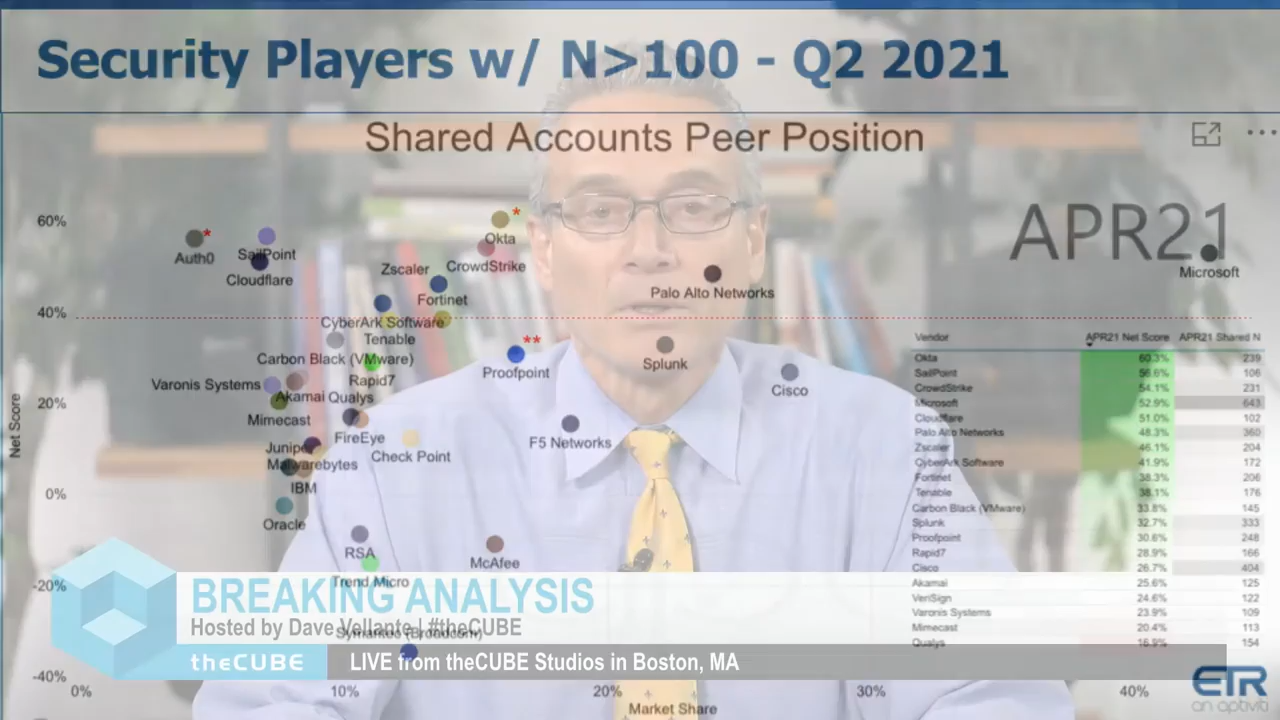 Security Players w/ N>100 - Q2 2021
Shared Accounts Peer Position
APR21
60%
40%
20%
0%
-20%
-40%
Net Score
Auth0
*
SailPoint
Cloudflare
Okta
*
CrowdStrike
Zscaler
Fortinet
Palo Alto Networks
Microsoft
CyberArk Software
Tenable
Carbon Black (VMware)
Rapid7
Proofpoint
**
Splunk
Cisco
Varonis Systems
Akamai Qualys
Mimecast
FireEye
F5 Networks
Check Point
Juniper
Malwarebytes
IBM
Oracle
RSA
McAfee
Trend Micro
Symantec (Broadcom)
Vendor APR21 Net Score APR21 Shared N
Okta 60.3% 239
SailPoint 56.6% 106
CrowdStrike 54.1% 231
Microsoft 52.9% 643
Cloudflare 51.0% 102
Palo Alto Networks 48.3% 360
Zscaler 46.1% 204
CyberArk Software 41.9% 172
Fortinet 38.3% 206
Tenable 38.1% 176
Carbon Black (VMware) 33.8% 145
Splunk 32.7% 333
Proofpoint 30.6% 248
Rapid7 28.9% 166
Cisco 26.7% 404
Akamai 25.6% 125
VeriSign 24.6% 122
Varonis Systems 23.9% 109
Mimecast 20.4% 113
Qualys 16.9% 154
BREAKING ANALYSIS
Hosted by Dave Vellante | #theCUBE
theCUBE LIVE from theCUBE Studios in Boston, MA
0% 10% 20% 30% 40%
Market Share
ETR
an aptiviti